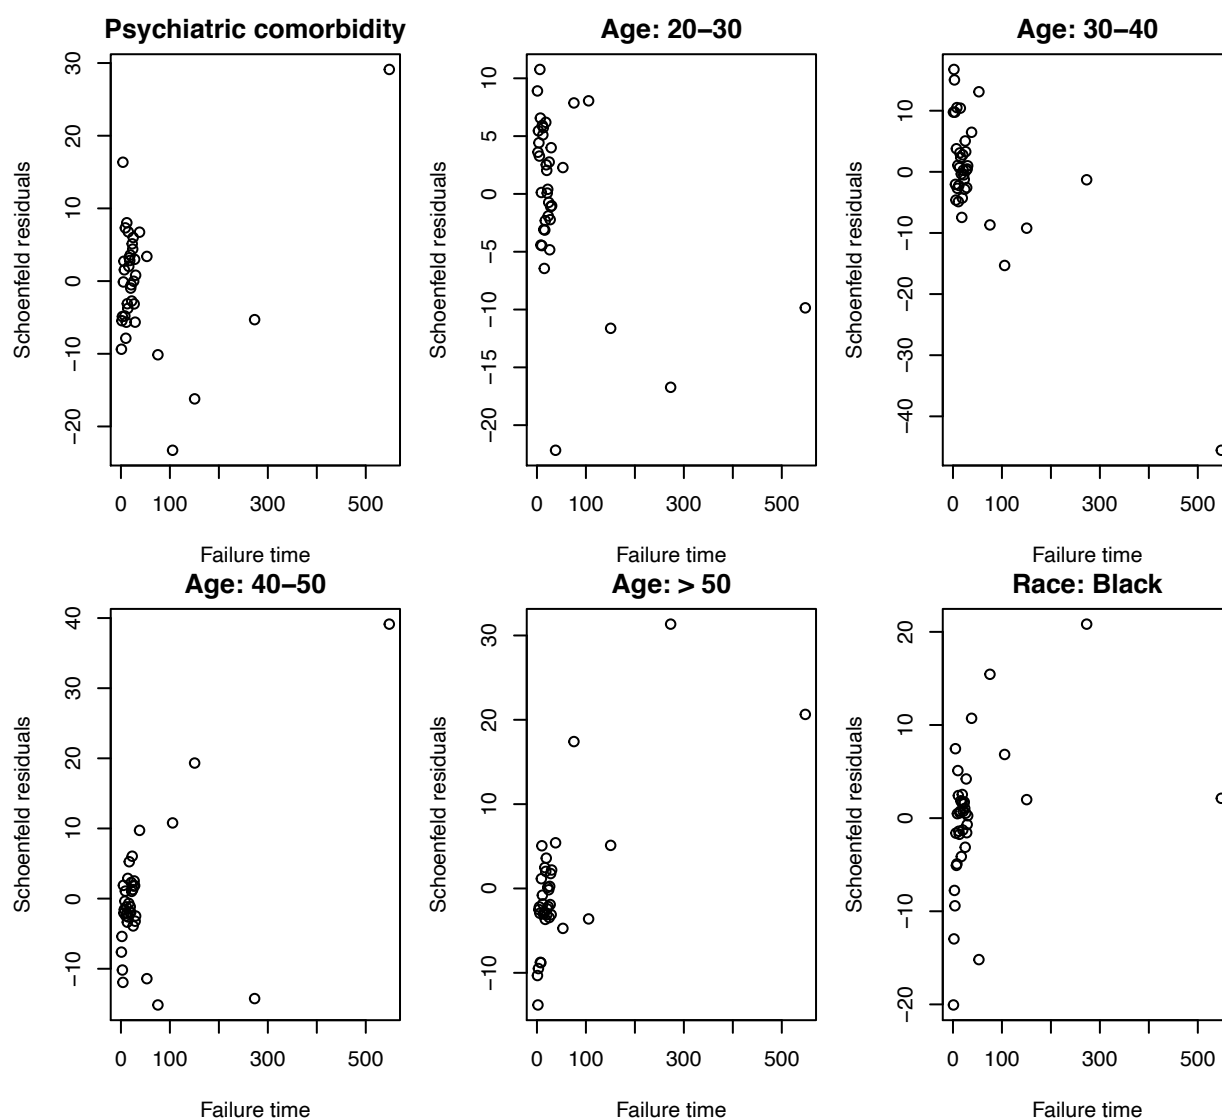 Psychiatric comorbidity
Schoenfeld residuals
30
20
10
0
−10
−20
0 100 300 500
Failure time
Age: 20−30
Schoenfeld residuals
10
5
0
−5
−10
−15
−20
0 100 300 500
Failure time
Age: 30−40
Schoenfeld residuals
10
0
−10
−20
−30
−40
0 100 300 500
Failure time
Age: 40−50
Schoenfeld residuals
40
30
20
10
0
−10
0 100 300 500
Failure time
Age: > 50
Schoenfeld residuals
30
20
10
0
−10
0 100 300 500
Failure time
Race: Black
Schoenfeld residuals
20
10
0
−10
−20
0 100 300 500
Failure time